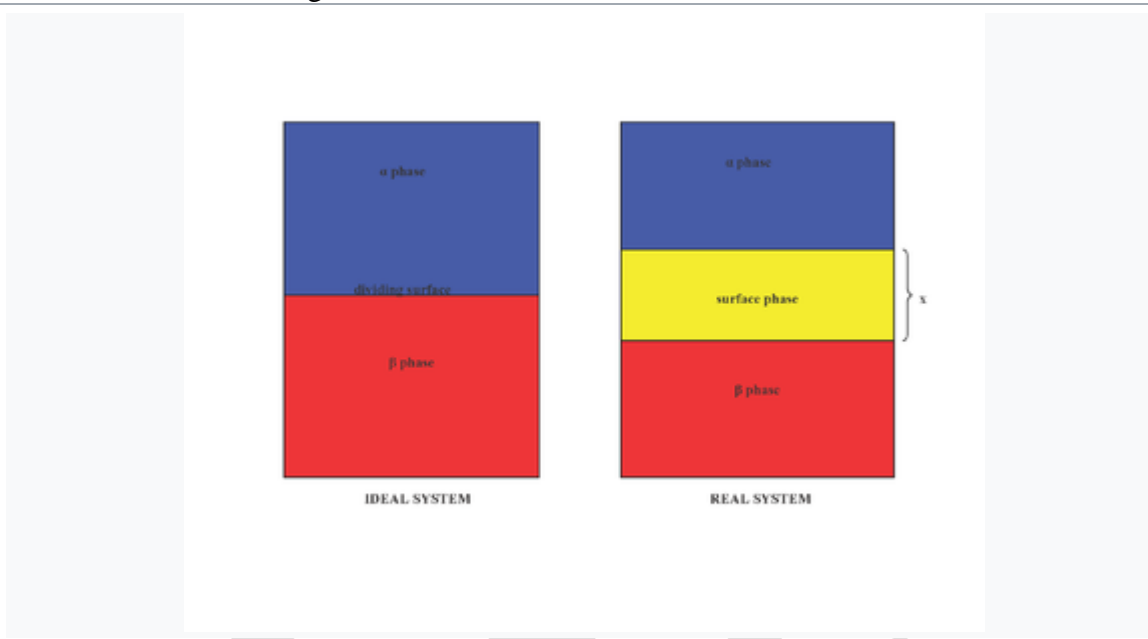 α phase
dividing surface
β phase
IDEAL SYSTEM
α phase
surface phase
x
β phase
REAL SYSTEM